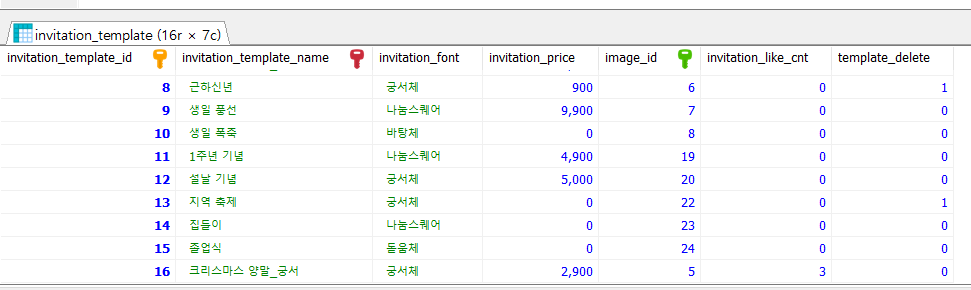 invitation_template (16r × 7c)
invitation_template_id invitation_template_name invitation_font invitation_price image_id invitation_like_cnt template_delete
8 근하신년 궁서체 900 6 0 1
9 생일 풍선 나눔스퀘어 9,900 7 0 0
10 생일 폭죽 바탕체 0 8 0 0
11 1주년 기념 나눔스퀘어 4,900 19 0 0
12 설날 기념 궁서체 5,000 20 0 0
13 지역 축제 궁서체 0 22 0 1
14 집들이 나눔스퀘어 0 23 0 0
15 졸업식 돋움체 0 24 0 0
16 크리스마스 양말_궁서 궁서체 2,900 5 3 0